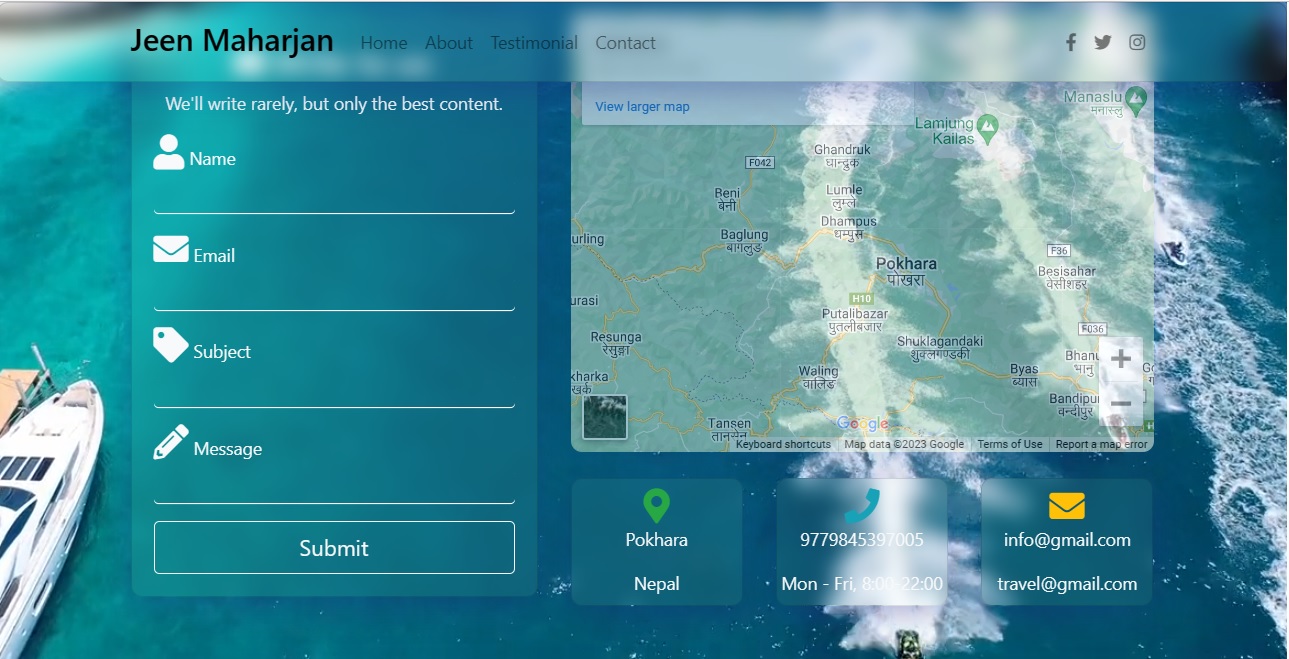 Jeen Maharjan Home About Testimonial Contact
We'll write rarely, but only the best content.
Name
Email
Subject
Message
Submit
View larger map
Manaslu
मनास्लु
Lamjung
Kailas
Ghandruk
घान्द्रुक
F042
Reni
बेनी
Lumle
लुम्ले
Dhampus
धम्पुस
Baglung
बागलुङ
urling
F36
Pokhara
पोखरा
Besisahar
वेसीशहर
H10
urasi
Putalibazar
पुतलीबजार
F036
Resunga
रेसुङ्गा
Shuklagandaki
शुक्लगण्डकी
Bhanu
भानु
Waling
वालिङ
Byas
ब्यास
kharka
खर्क
Bandipur
वन्दीपुर
Tansen
तानसेन
Google
Keyboard shortcuts Map data ©2023 Google Terms of Use Report a map error
Pokhara
Nepal
9779845397005
Mon - Fri, 8:00-22:00
info@gmail.com
travel@gmail.com